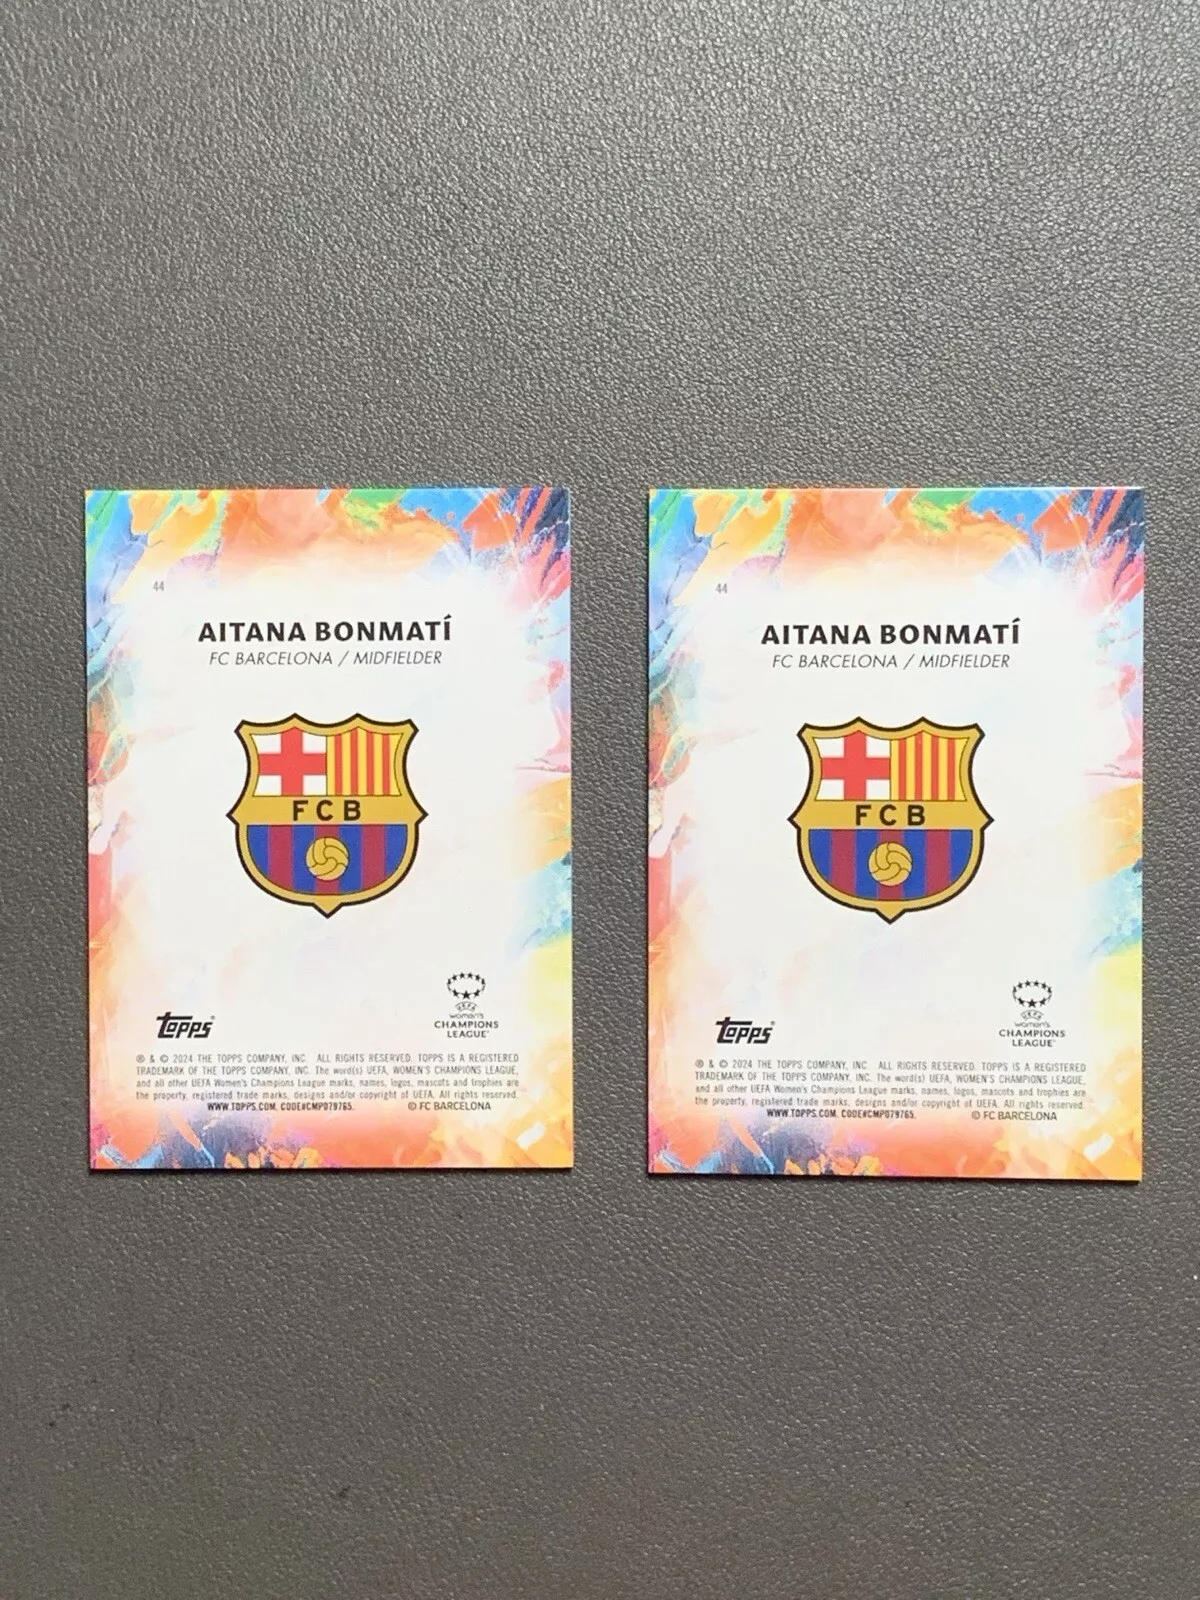 44
AITANA BONMATÍ
FC BARCELONA / MIDFIELDER
FCB
Topps®
UEFA
women's
CHAMPIONS
LEAGUE™
® & © 2024 THE TOPPS COMPANY, INC. ALL RIGHTS RESERVED. TOPPS IS A REGISTERED
TRADEMARK OF THE TOPPS COMPANY, INC. The word(s) UEFA, WOMEN'S CHAMPIONS LEAGUE,
and all other UEFA Women's Champions League marks, names, logos, mascots and trophies are
the property, registered trade marks, designs and/or copyright of UEFA. All rights reserved.
WWW.TOPPS.COM. CODE#CMP079765. © FC BARCELONA
44
AITANA BONMATÍ
FC BARCELONA / MIDFIELDER
FCB
Topps®
UEFA
women's
CHAMPIONS
LEAGUE™
® & © 2024 THE TOPPS COMPANY, INC. ALL RIGHTS RESERVED. TOPPS IS A REGISTERED
TRADEMARK OF THE TOPPS COMPANY, INC. The word(s) UEFA, WOMEN'S CHAMPIONS LEAGUE,
and all other UEFA Women's Champions League marks, names, logos, mascots and trophies are
the property, registered trade marks, designs and/or copyright of UEFA. All rights reserved.
WWW.TOPPS.COM. CODE#CMP079765. © FC BARCELONA